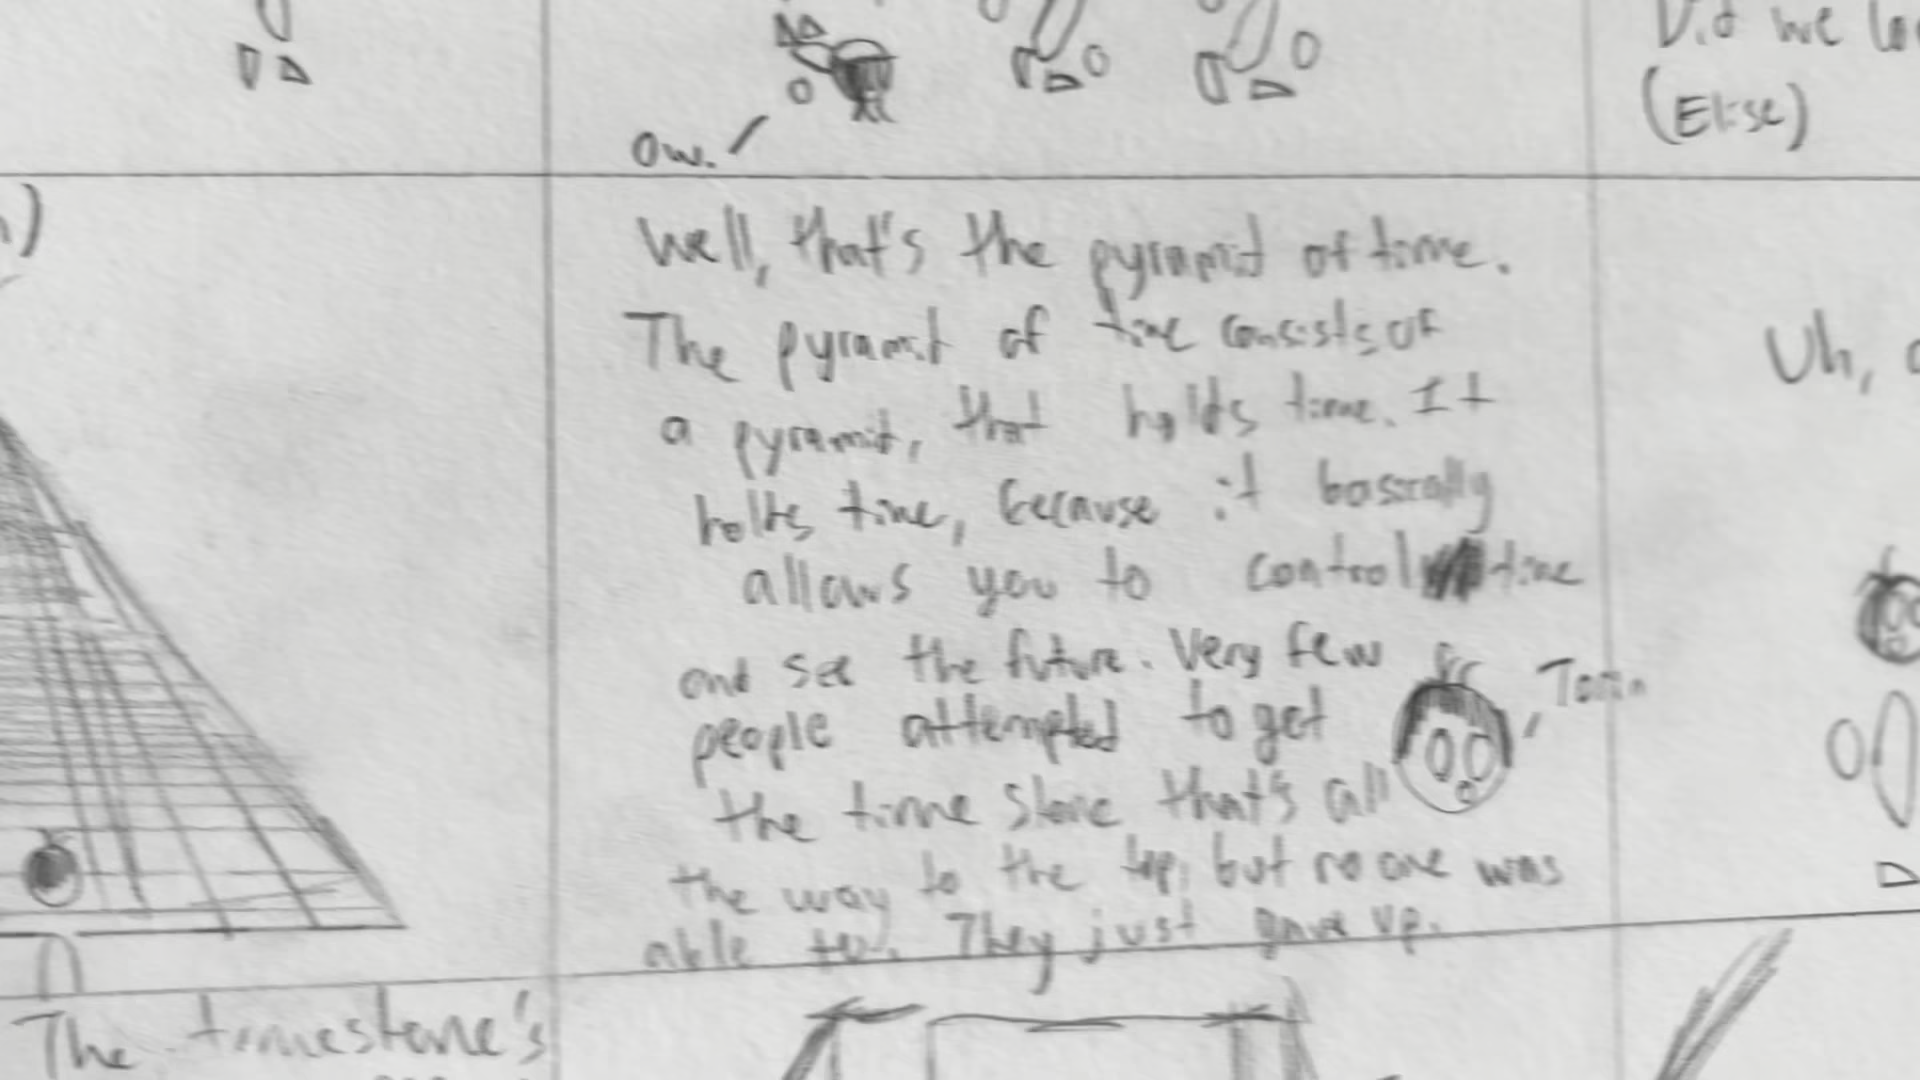 Did we
(Elise)
Ow.
Well, that's the pyramid of time.
The pyramid of time consists of
a pyramid, that holds time. It
holds time, because it basically
allows you to control time
and see the future. Very few
people attempted to get
the time stone that's all
the way to the top, but no one was
able to. They just gave up.
Uh,
The timestone's